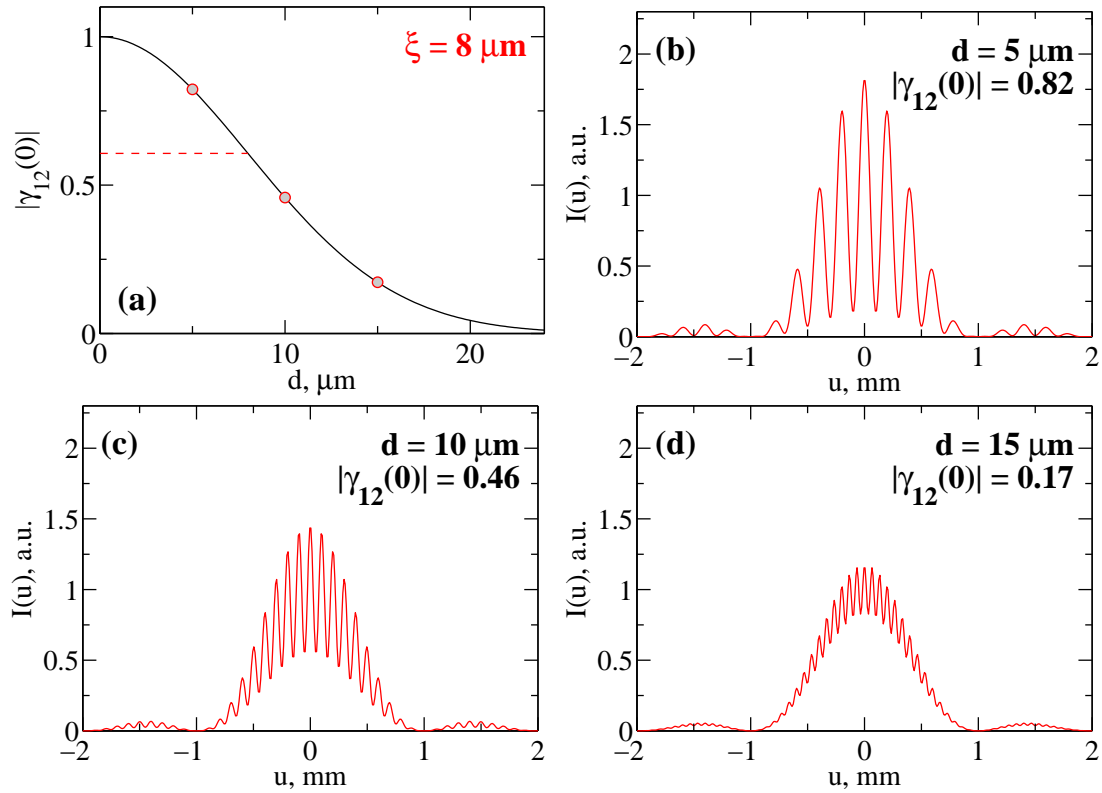 ξ = 8 μm
1
0.5
0
|γ12(0)|
(a)
0
10
20
d, μm
(b)
d = 5 μm
|γ12(0)| = 0.82
2
1.5
1
0.5
0
I(u), a.u.
−2
−1
0
1
2
u, mm
(c)
d = 10 μm
|γ12(0)| = 0.46
2
1.5
1
0.5
0
I(u), a.u.
−2
−1
0
1
2
u, mm
(d)
d = 15 μm
|γ12(0)| = 0.17
2
1.5
1
0.5
0
I(u), a.u.
−2
−1
0
1
2
u, mm